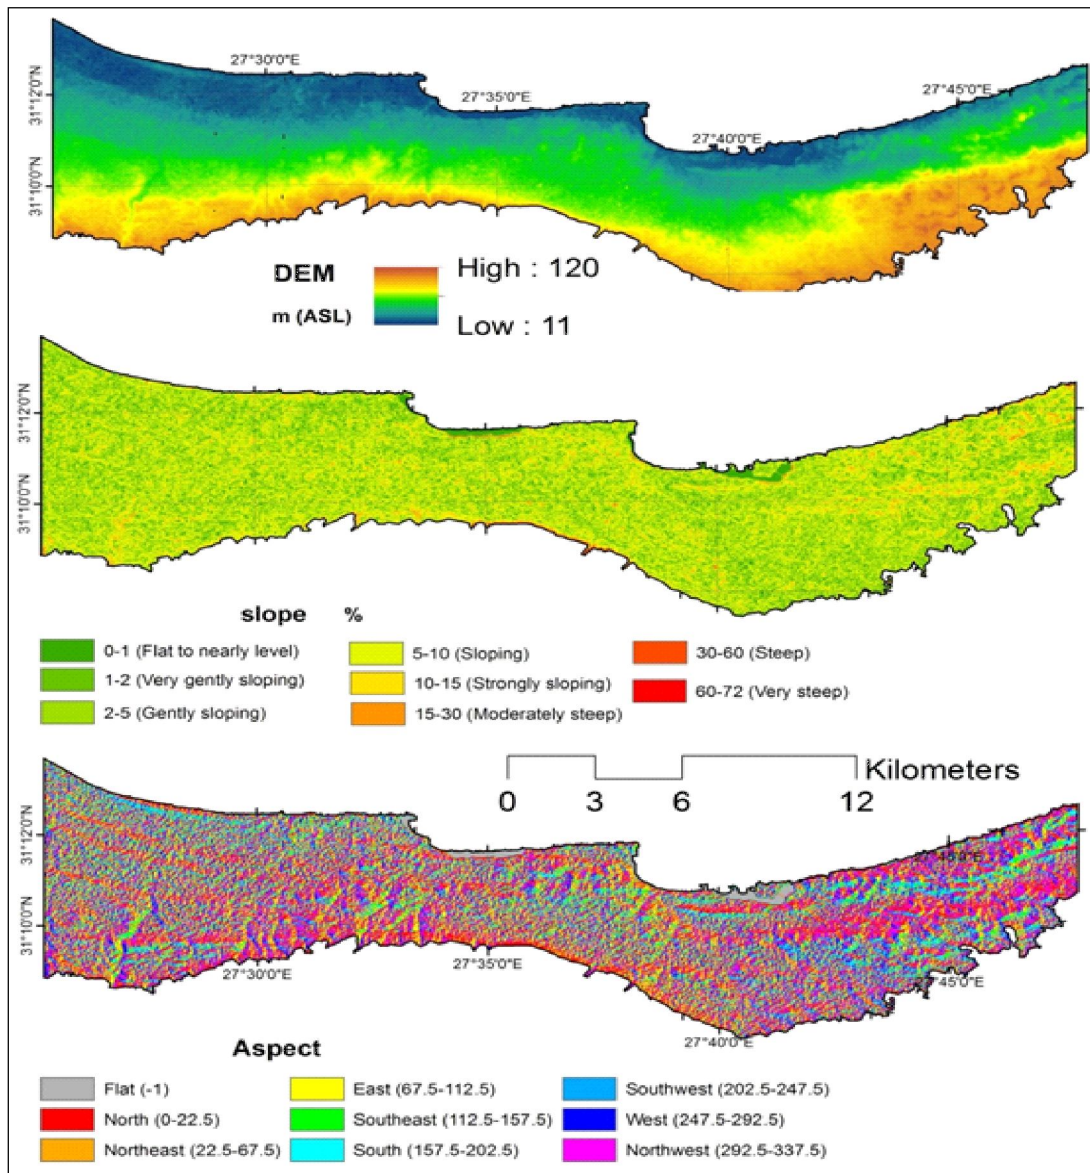 27°30'0"E
27°35'0"E
27°45'0"E
27°40'0"E
31°12'0"N
31°10'0"N
DEM
m (ASL)
High : 120
Low : 11
31°12'0"N
31°10'0"N
slope %
0-1 (Flat to nearly level)
1-2 (Very gently sloping)
2-5 (Gently sloping)
5-10 (Sloping)
10-15 (Strongly sloping)
15-30 (Moderately steep)
30-60 (Steep)
60-72 (Very steep)
Kilometers
0 3 6 12
31°12'0"N
31°10'0"N
27°45'0"E
27°30'0"E
27°35'0"E
27°45'0"E
27°40'0"E
Aspect
Flat (-1)
North (0-22.5)
Northeast (22.5-67.5)
East (67.5-112.5)
Southeast (112.5-157.5)
South (157.5-202.5)
Southwest (202.5-247.5)
West (247.5-292.5)
Northwest (292.5-337.5)